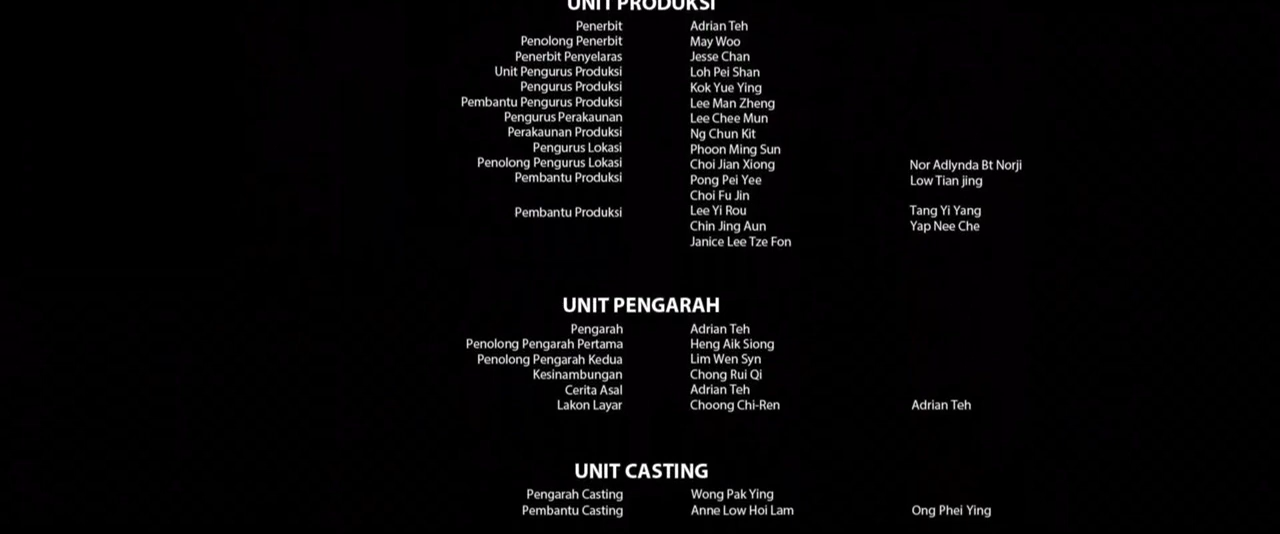 UNIT PRODUKSI
Penerbit Adrian Teh
Penolong Penerbit May Woo
Penerbit Penyelaras Jesse Chan
Unit Pengurus Produksi Loh Pei Shan
Pengurus Produksi Kok Yue Ying
Pembantu Pengurus Produksi Lee Man Zheng
Pengurus Perakaunan Lee Chee Mun
Perakaunan Produksi Ng Chun Kit
Pengurus Lokasi Phoon Ming Sun
Penolong Pengurus Lokasi Choi Jian Xiong Nor Adlynda Bt Norji
Pembantu Produksi Pong Pei Yee Low Tian jing
Choi Fu Jin
Pembantu Produksi Lee Yi Rou Tang Yi Yang
Chin Jing Aun Yap Nee Che
Janice Lee Tze Fon
UNIT PENGARAH
Pengarah Adrian Teh
Penolong Pengarah Pertama Heng Aik Siong
Penolong Pengarah Kedua Lim Wen Syn
Kesinambungan Chong Rui Qi
Cerita Asal Adrian Teh
Lakon Layar Choong Chi-Ren Adrian Teh
UNIT CASTING
Pengarah Casting Wong Pak Ying
Pembantu Casting Anne Low Hoi Lam Ong Phei Ying